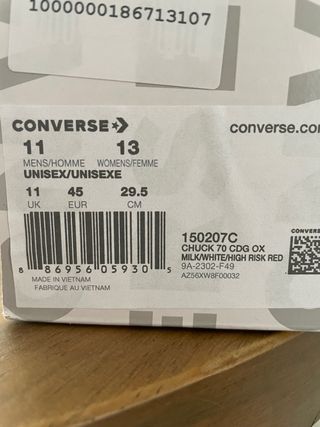 1000000186713107
CONVERSE
converse.com
11 13
MENS/HOMME WOMENS/FEMME
UNISEX/UNISEXE
11 45 29.5
UK EUR CM
8 86956 05930 5
MADE IN VIETNAM
FABRIQUE AU VIETNAM
150207C
CHUCK 70 CDG OX
MILK/WHITE/HIGH RISK RED
9A-2302-F49
AZ56XW8F00032
CONVERSE